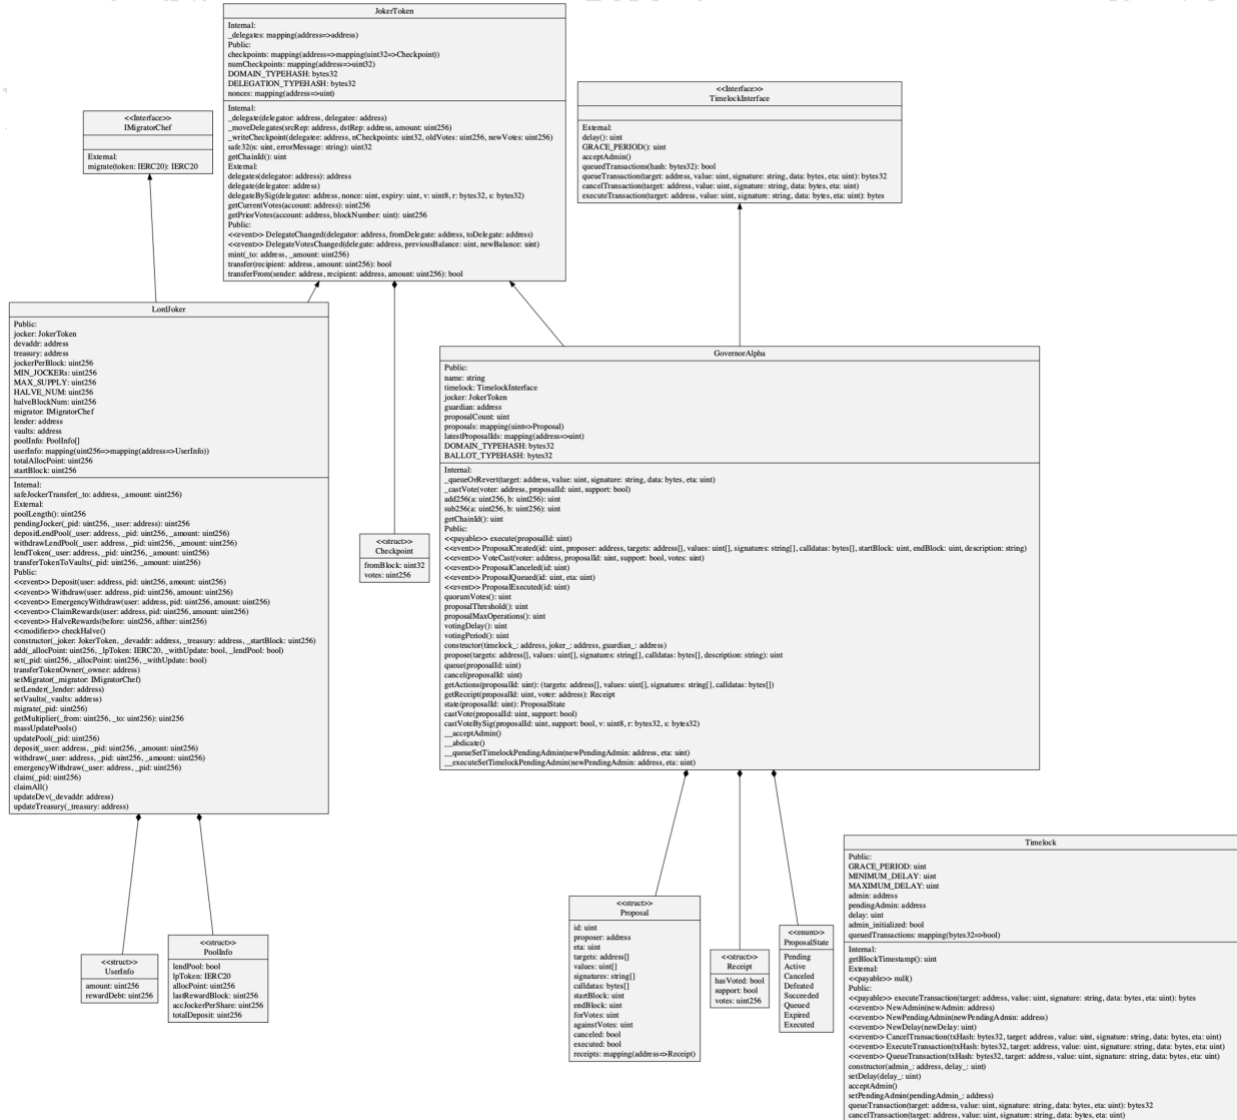 JokerToken
Internal:
_delegates: mapping(address=>address)
Public:
checkpoints: mapping(address=>mapping(uint32=>Checkpoint))
numCheckpoints: mapping(address=>uint32)
DOMAIN_TYPEHASH: bytes32
DELEGATION_TYPEHASH: bytes32
nonces: mapping(address=>uint)
Internal:
_delegate(delegator: address, delegatee: address)
_moveDelegates(srcRep: address, dstRep: address, amount: uint256)
_writeCheckpoint(delegatee: address, nCheckpoints: uint32, oldVotes: uint256, newVotes: uint256)
safe32(n: uint, errorMessage: string): uint32
getChainId(): uint
External:
delegates(delegator: address): address
delegate(delegatee: address)
delegateBySig(delegatee: address, nonce: uint, expiry: uint, v: uint8, r: bytes32, s: bytes32)
getCurrentVotes(account: address): uint256
getPriorVotes(account: address, blockNumber: uint): uint256
Public:
<<event>> DelegateChanged(delegator: address, fromDelegate: address, toDelegate: address)
<<event>> DelegateVotesChanged(delegate: address, previousBalance: uint, newBalance: uint)
mint(_to: address, _amount: uint256)
transfer(recipient: address, amount: uint256): bool
transferFrom(sender: address, recipient: address, amount: uint256): bool
<<Interface>>
TimelockInterface
External:
delay(): uint
GRACE_PERIOD(): uint
acceptAdmin()
queuedTransactions(hash: bytes32): bool
queueTransaction(target: address, value: uint, signature: string, data: bytes, eta: uint): bytes32
cancelTransaction(target: address, value: uint, signature: string, data: bytes, eta: uint)
executeTransaction(target: address, value: uint, signature: string, data: bytes, eta: uint): bytes
<<Interface>>
IMigratorChef
External:
migrate(token: IERC20): IERC20
LordJoker
Public:
jocker: JokerToken
devaddr: address
treasury: address
jockerPerBlock: uint256
MIN_JOCKERs: uint256
MAX_SUPPLY: uint256
HALVE_NUM: uint256
halveBlockNum: uint256
migrator: IMigratorChef
lender: address
vaults: address
poolInfo: PoolInfo[]
userInfo: mapping(uint256=>mapping(address=>UserInfo))
totalAllocPoint: uint256
startBlock: uint256
Internal:
safeJockerTransfer(_to: address, _amount: uint256)
External:
poolLength(): uint256
pendingJocker(_pid: uint256, _user: address): uint256
depositLendPool(_user: address, _pid: uint256, _amount: uint256)
withdrawLendPool(_user: address, _pid: uint256, _amount: uint256)
lendToken(_user: address, _pid: uint256, _amount: uint256)
transferTokenToVaults(_pid: uint256, _amount: uint256)
Public:
<<event>> Deposit(user: address, pid: uint256, amount: uint256)
<<event>> Withdraw(user: address, pid: uint256, amount: uint256)
<<event>> EmergencyWithdraw(user: address, pid: uint256, amount: uint256)
<<event>> ClaimRewards(user: address, pid: uint256, amount: uint256)
<<event>> HalveRewards(before: uint256, afther: uint256)
<<modifier>> checkHalve()
constructor(_joker: JokerToken, _devaddr: address, _treasury: address, _startBlock: uint256)
add(_allocPoint: uint256, _lpToken: IERC20, _withUpdate: bool, _lendPool: bool)
set(_pid: uint256, _allocPoint: uint256, _withUpdate: bool)
transferTokenOwner(_owner: address)
setMigrator(_migrator: IMigratorChef)
setLender(_lender: address)
setVaults(_vaults: address)
migrate(_pid: uint256)
getMultiplier(_from: uint256, _to: uint256): uint256
massUpdatePools()
updatePool(_pid: uint256)
deposit(_user: address, _pid: uint256, _amount: uint256)
withdraw(_user: address, _pid: uint256, _amount: uint256)
emergencyWithdraw(_user: address, _pid: uint256)
claim(_pid: uint256)
claimAll()
updateDev(_devaddr: address)
updateTreasury(_treasury: address)
GovernorAlpha
Public:
name: string
timelock: TimelockInterface
jocker: JokerToken
guardian: address
proposalCount: uint
proposals: mapping(uint=>Proposal)
latestProposalIds: mapping(address=>uint)
DOMAIN_TYPEHASH: bytes32
BALLOT_TYPEHASH: bytes32
Internal:
_queueOrRevert(target: address, value: uint, signature: string, data: bytes, eta: uint)
_castVote(voter: address, proposalId: uint, support: bool)
add256(a: uint256, b: uint256): uint
sub256(a: uint256, b: uint256): uint
getChainId(): uint
Public:
<<payable>> execute(proposalId: uint)
<<event>> ProposalCreated(id: uint, proposer: address, targets: address[], values: uint[], signatures: string[], calldatas: bytes[], startBlock: uint, endBlock: uint, description: string)
<<event>> VoteCast(voter: address, proposalId: uint, support: bool, votes: uint)
<<event>> ProposalCanceled(id: uint)
<<event>> ProposalQueued(id: uint, eta: uint)
<<event>> ProposalExecuted(id: uint)
quorumVotes(): uint
proposalThreshold(): uint
proposalMaxOperations(): uint
votingDelay(): uint
votingPeriod(): uint
constructor(timelock_: address, joker_: address, guardian_: address)
propose(targets: address[], values: uint[], signatures: string[], calldatas: bytes[], description: string): uint
queue(proposalId: uint)
cancel(proposalId: uint)
getActions(proposalId: uint): (targets: address[], values: uint[], signatures: string[], calldatas: bytes[])
getReceipt(proposalId: uint, voter: address): Receipt
state(proposalId: uint): ProposalState
castVote(proposalId: uint, support: bool)
castVoteBySig(proposalId: uint, support: bool, v: uint8, r: bytes32, s: bytes32)
__acceptAdmin()
__abdicate()
__queueSetTimelockPendingAdmin(newPendingAdmin: address, eta: uint)
__executeSetTimelockPendingAdmin(newPendingAdmin: address, eta: uint)
<<struct>>
Checkpoint
fromBlock: uint32
votes: uint256
<<struct>>
UserInfo
amount: uint256
rewardDebt: uint256
<<struct>>
PoolInfo
lendPool: bool
lpToken: IERC20
allocPoint: uint256
lastRewardBlock: uint256
accJockerPerShare: uint256
totalDeposit: uint256
<<struct>>
Proposal
id: uint
proposer: address
eta: uint
targets: address[]
values: uint[]
signatures: string[]
calldatas: bytes[]
startBlock: uint
endBlock: uint
forVotes: uint
againstVotes: uint
canceled: bool
executed: bool
receipts: mapping(address=>Receipt)
<<struct>>
Receipt
hasVoted: bool
support: bool
votes: uint256
<<enum>>
ProposalState
Pending
Active
Canceled
Defeated
Succeeded
Queued
Expired
Executed
Timelock
Public:
GRACE_PERIOD: uint
MINIMUM_DELAY: uint
MAXIMUM_DELAY: uint
admin: address
pendingAdmin: address
delay: uint
admin_initialized: bool
queuedTransactions: mapping(bytes32=>bool)
Internal:
getBlockTimestamp(): uint
External:
<<payable>> null()
Public:
<<payable>> executeTransaction(target: address, value: uint, signature: string, data: bytes, eta: uint): bytes
<<event>> NewAdmin(newAdmin: address)
<<event>> NewPendingAdmin(newPendingAdmin: address)
<<event>> NewDelay(newDelay: uint)
<<event>> CancelTransaction(txHash: bytes32, target: address, value: uint, signature: string, data: bytes, eta: uint)
<<event>> ExecuteTransaction(txHash: bytes32, target: address, value: uint, signature: string, data: bytes, eta: uint)
<<event>> QueueTransaction(txHash: bytes32, target: address, value: uint, signature: string, data: bytes, eta: uint)
constructor(admin_: address, delay_: uint)
setDelay(delay_: uint)
acceptAdmin()
setPendingAdmin(pendingAdmin_: address)
queueTransaction(target: address, value: uint, signature: string, data: bytes, eta: uint): bytes32
cancelTransaction(target: address, value: uint, signature: string, data: bytes, eta: uint)